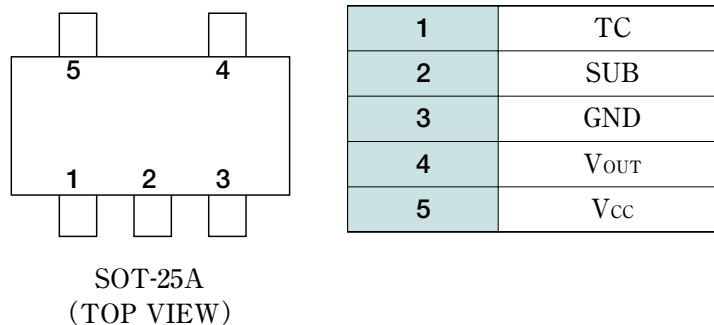 5 4
1 2 3
SOT-25A
(TOP VIEW)
1 TC
2 SUB
3 GND
4 VOUT
5 VCC